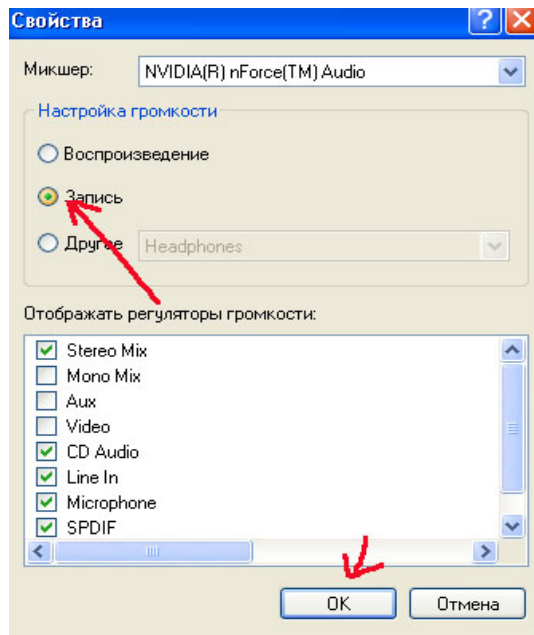 Свойства
Микшер: NVIDIA(R) nForce(TM) Audio
Настройка громкости
Воспроизведение
Запись
Другое Headphones
Отображать регуляторы громкости:
Stereo Mix
Mono Mix
Aux
Video
CD Audio
Line In
Microphone
SPDIF
OK Отмена